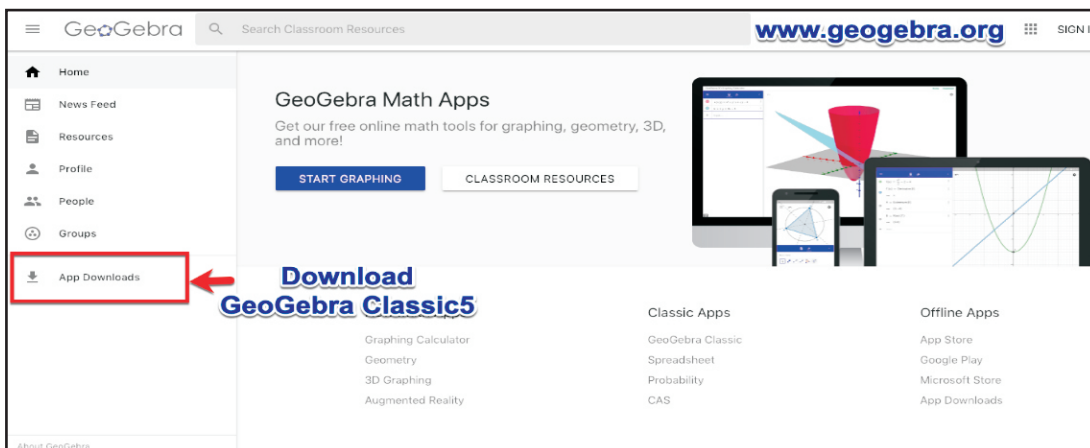 GeoGebra
Search Classroom Resources
www.geogebra.org
SIGN I
Home
News Feed
Resources
Profile
People
Groups
App Downloads
GeoGebra Math Apps
Get our free online math tools for graphing, geometry, 3D,
and more!
START GRAPHING
CLASSROOM RESOURCES
Download
GeoGebra Classic5
Graphing Calculator
Geometry
3D Graphing
Augmented Reality
Classic Apps
GeoGebra Classic
Spreadsheet
Probability
CAS
Offline Apps
App Store
Google Play
Microsoft Store
App Downloads
About GeoGebra